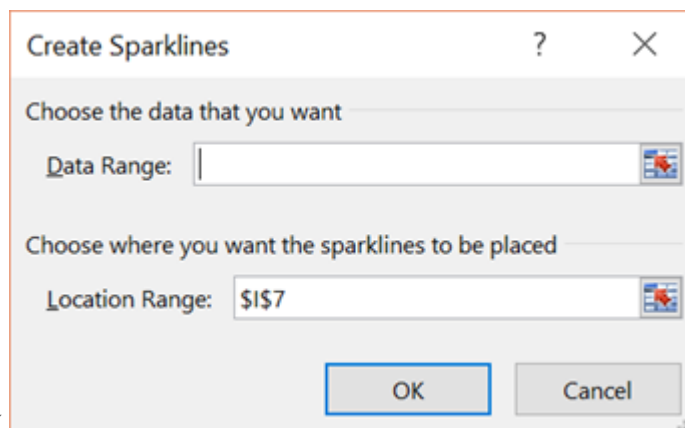 Create Sparklines ? ×
Choose the data that you want
Data Range:
Choose where you want the sparklines to be placed
Location Range: $I$7
OK Cancel